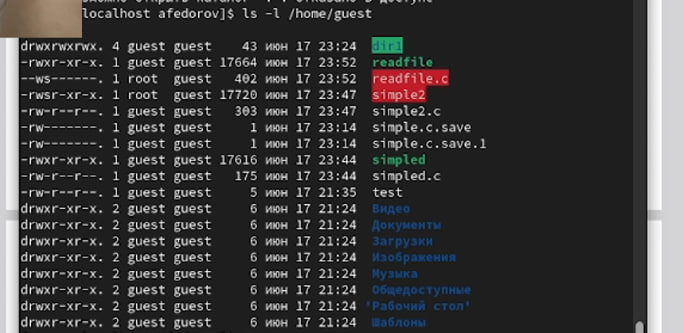 localhost afedorov]$ ls -l /home/guest
drwxrwxrwx. 4 guest guest 43 июн 17 23:24 dir1
-rwxr-xr-x. 1 guest guest 17664 июн 17 23:52 readfile
--ws------. 1 root guest 402 июн 17 23:52 readfile.c
-rwsr-xr-x. 1 root guest 17720 июн 17 23:47 simple2
-rw-r--r--. 1 guest guest 303 июн 17 23:47 simple2.c
-rw-------. 1 guest guest 1 июн 17 23:14 simple.c.save
-rw-------. 1 guest guest 1 июн 17 23:14 simple.c.save.1
-rwxr-xr-x. 1 guest guest 17616 июн 17 23:44 simpled
-rw-r--r--. 1 guest guest 175 июн 17 23:44 simpled.c
-rw-r--r--. 1 guest guest 5 июн 17 21:35 test
drwxr-xr-x. 2 guest guest 6 июн 17 21:24 Видео
drwxr-xr-x. 2 guest guest 6 июн 17 21:24 Документы
drwxr-xr-x. 2 guest guest 6 июн 17 21:24 Загрузки
drwxr-xr-x. 2 guest guest 6 июн 17 21:24 Изображения
drwxr-xr-x. 2 guest guest 6 июн 17 21:24 Музыка
drwxr-xr-x. 2 guest guest 6 июн 17 21:24 Общедоступные
drwxr-xr-x. 2 guest guest 6 июн 17 21:24 'Рабочий стол'
drwxr-xr-x. 2 guest guest 6 июн 17 21:24 Шаблоны